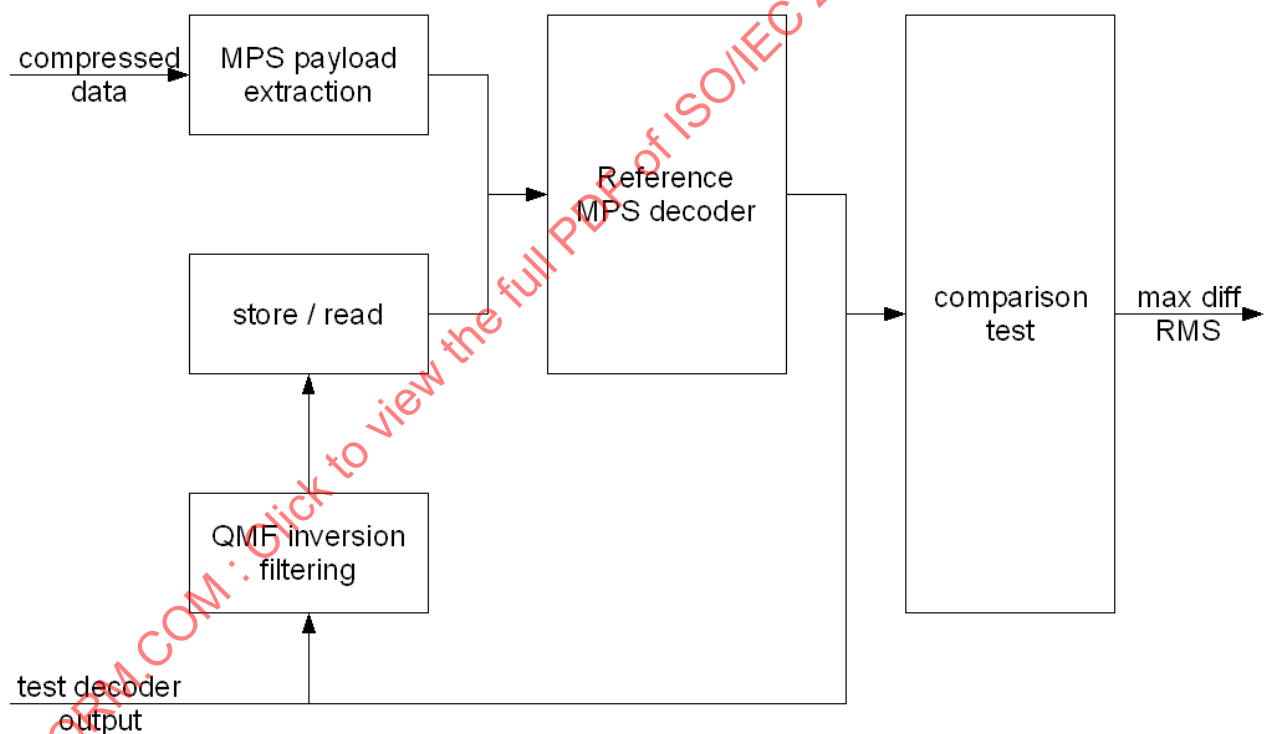 compressed
data
MPS payload
extraction
Reference
MPS decoder
store / read
comparison
test
max diff
RMS
QMF inversion
filtering
test decoder
output
ORM.COM : Click to view the full PDF of ISO/IEC